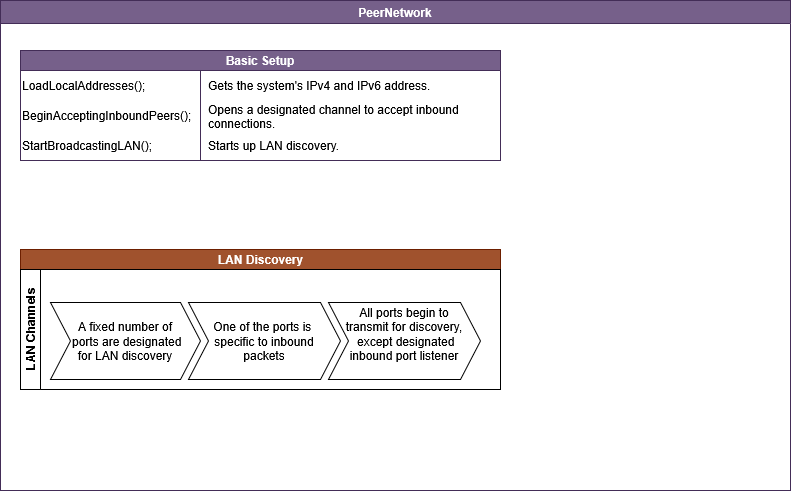 PeerNetwork
Basic Setup
LoadLocalAddresses();
Gets the system's IPv4 and IPv6 address.
BeginAcceptingInboundPeers();
Opens a designated channel to accept inbound
connections.
StartBroadcastingLAN();
Starts up LAN discovery.
LAN Discovery
LAN Channels
A fixed number of
ports are designated
for LAN discovery
One of the ports is
specific to inbound
packets
All ports begin to
transmit for discovery,
except designated
inbound port listener